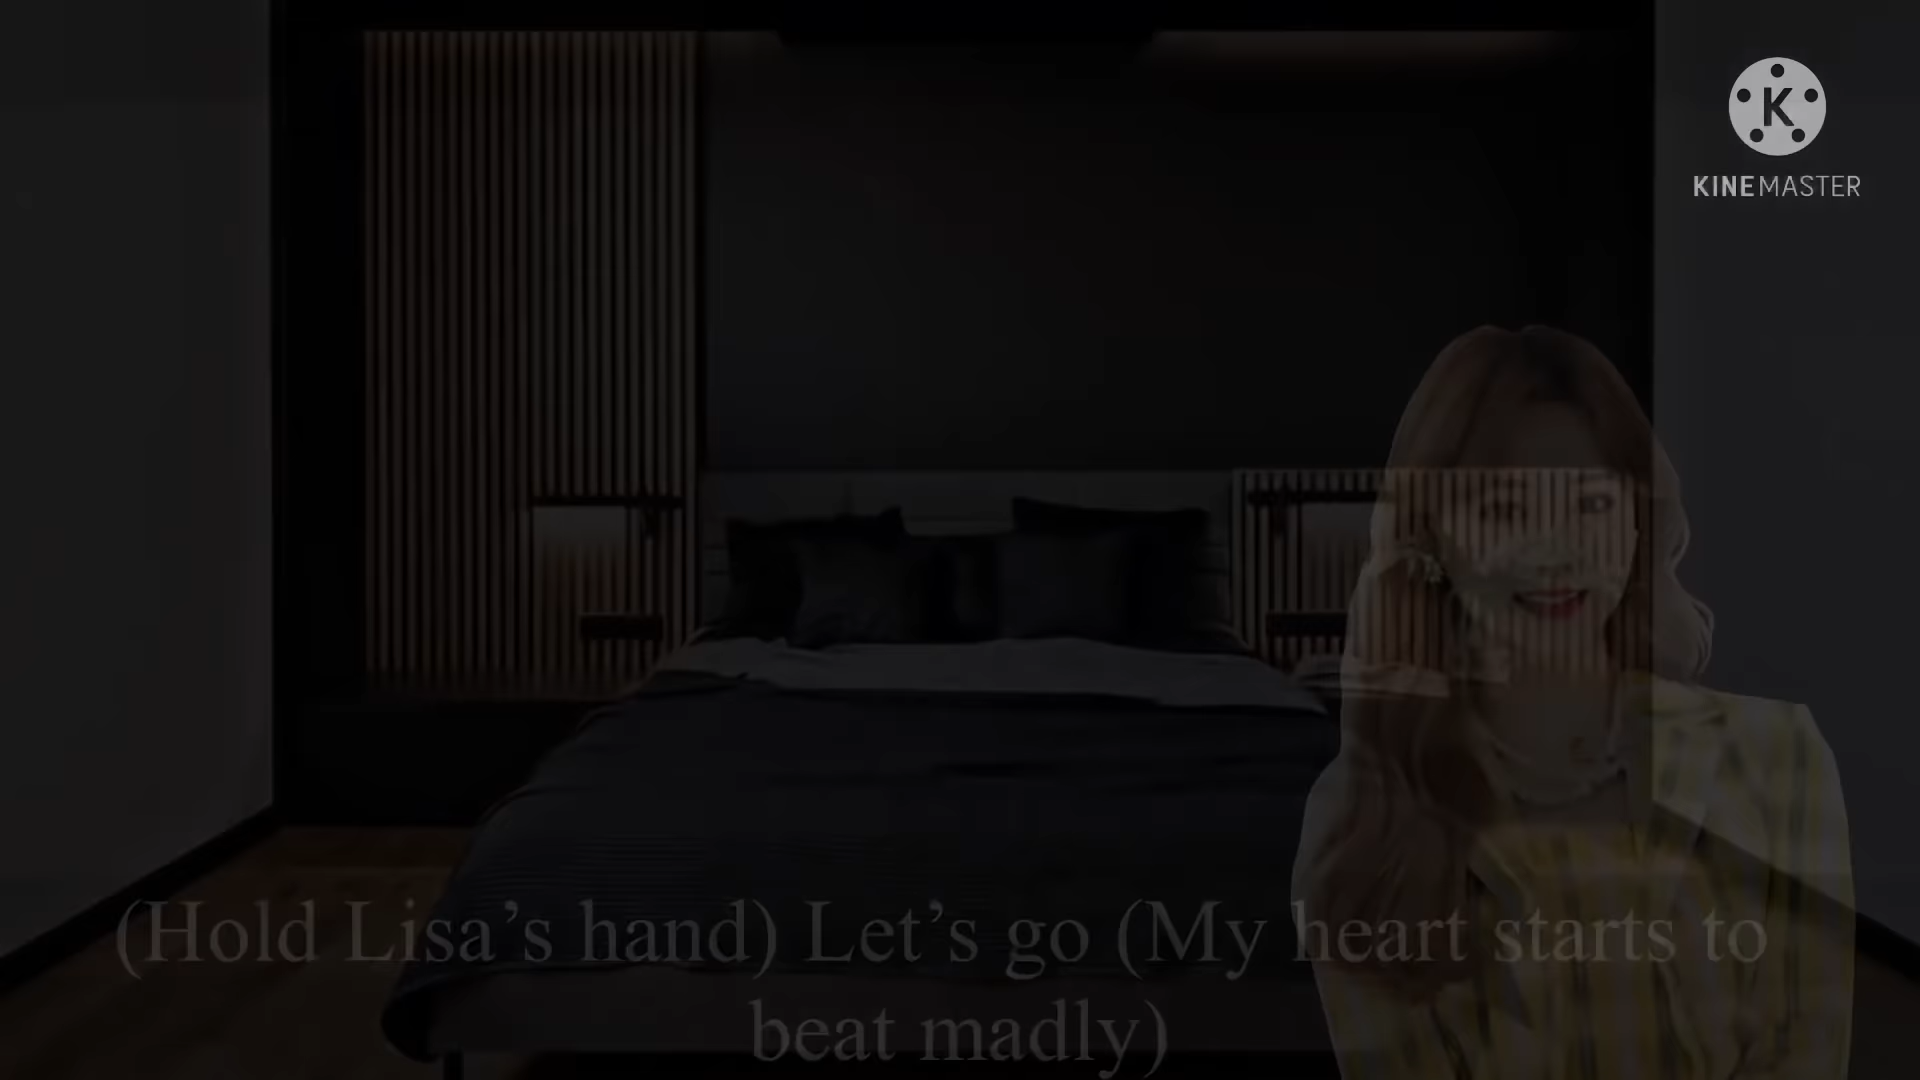 K
KINEMASTER
(Hold Lisa’s hand) Let’s go (My heart starts to
beat madly)